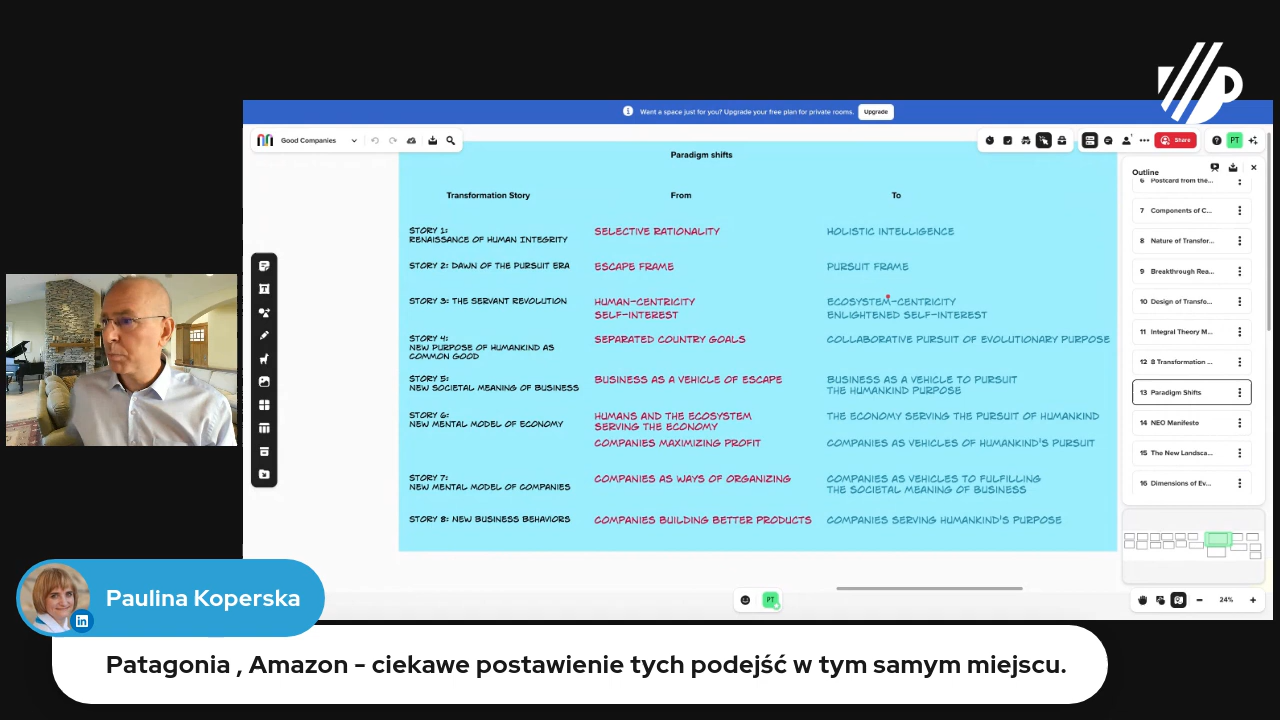 Want a space just for you? Upgrade your free plan for private rooms.
Upgrade
Good Companies
Share
PT
Paradigm shifts
Transformation Story
From
To
STORY 1:
RENAISSANCE OF HUMAN INTEGRITY
SELECTIVE RATIONALITY
HOLISTIC INTELLIGENCE
STORY 2: DAWN OF THE PURSUIT ERA
ESCAPE FRAME
PURSUIT FRAME
STORY 3: THE SERVANT REVOLUTION
HUMAN-CENTRICITY
SELF-INTEREST
ECOSYSTEM-CENTRICITY
ENLIGHTENED SELF-INTEREST
STORY 4:
NEW PURPOSE OF HUMANKIND AS
COMMON GOOD
SEPARATED COUNTRY GOALS
COLLABORATIVE PURSUIT OF EVOLUTIONARY PURPOSE
STORY 5:
NEW SOCIETAL MEANING OF BUSINESS
BUSINESS AS A VEHICLE OF ESCAPE
BUSINESS AS A VEHICLE TO PURSUIT
THE HUMANKIND PURPOSE
STORY 6:
NEW MENTAL MODEL OF ECONOMY
HUMANS AND THE ECOSYSTEM
SERVING THE ECONOMY
THE ECONOMY SERVING THE PURSUIT OF HUMANKIND
COMPANIES MAXIMIZING PROFIT
COMPANIES AS VEHICLES OF HUMANKIND'S PURSUIT
STORY 7:
NEW MENTAL MODEL OF COMPANIES
COMPANIES AS WAYS OF ORGANIZING
COMPANIES AS VEHICLES TO FULFILLING
THE SOCIETAL MEANING OF BUSINESS
STORY 8: NEW BUSINESS BEHAVIORS
COMPANIES BUILDING BETTER PRODUCTS
COMPANIES SERVING HUMANKIND'S PURPOSE
Outline
6 Postcard from the...
7 Components of C...
8 Nature of Transfor...
9 Breakthrough Rea...
10 Design of Transfo...
11 Integral Theory M...
12 8 Transformation ...
13 Paradigm Shifts
14 NEO Manifesto
15 The New Landsca...
16 Dimensions of Ev...
PT
24%
Paulina Koperska
in
Patagonia , Amazon - ciekawe postawienie tych podejść w tym samym miejscu.